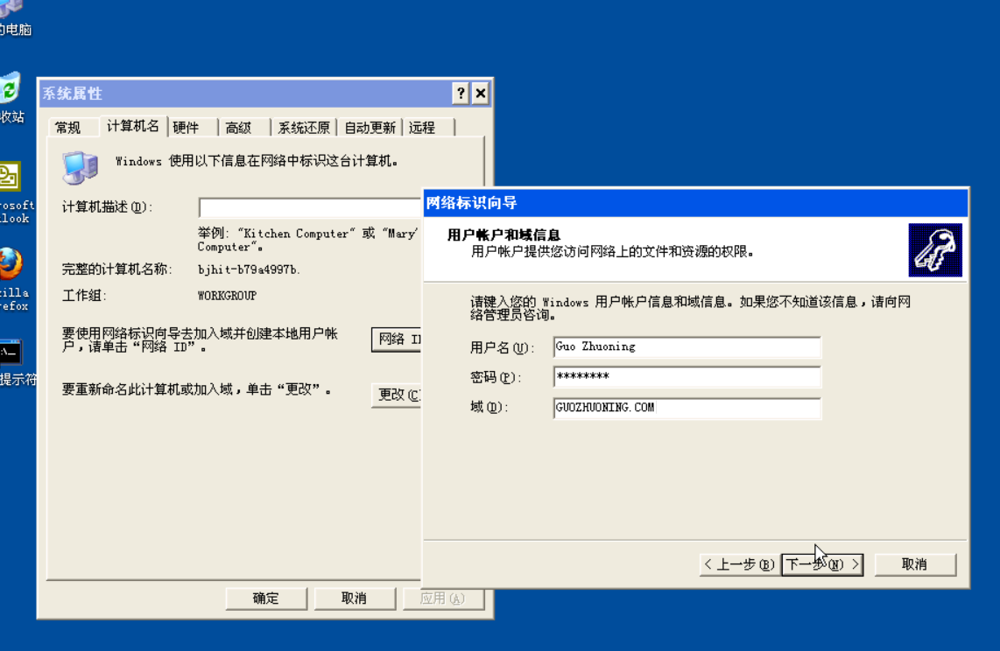 的电脑
收站
rosoft
look
illa
efox
提示符
系统属性
常规 计算机名 硬件 高级 系统还原 自动更新 远程
Windows 使用以下信息在网络中标识这台计算机。
计算机描述(D):
举例: "Kitchen Computer" 或 "Mary'
Computer"。
完整的计算机名称: bjhit-b79a4997b.
工作组: WORKGROUP
要使用网络标识向导去加入域并创建本地用户帐
户，请单击“网络 ID”。
网络 ID
要重新命名此计算机或加入域，单击“更改”。
更改(C)
确定 取消 应用(A)
网络标识向导
用户帐户和域信息
用户帐户提供您访问网络上的文件和资源的权限。
请键入您的 Windows 用户帐户信息和域信息。如果您不知道该信息，请向网
络管理员咨询。
用户名(U): Guo Zhuoning
密码(P): ********
域(D): GUOZHUONING.COM
< 上一步(B) 下一步(N) > 取消